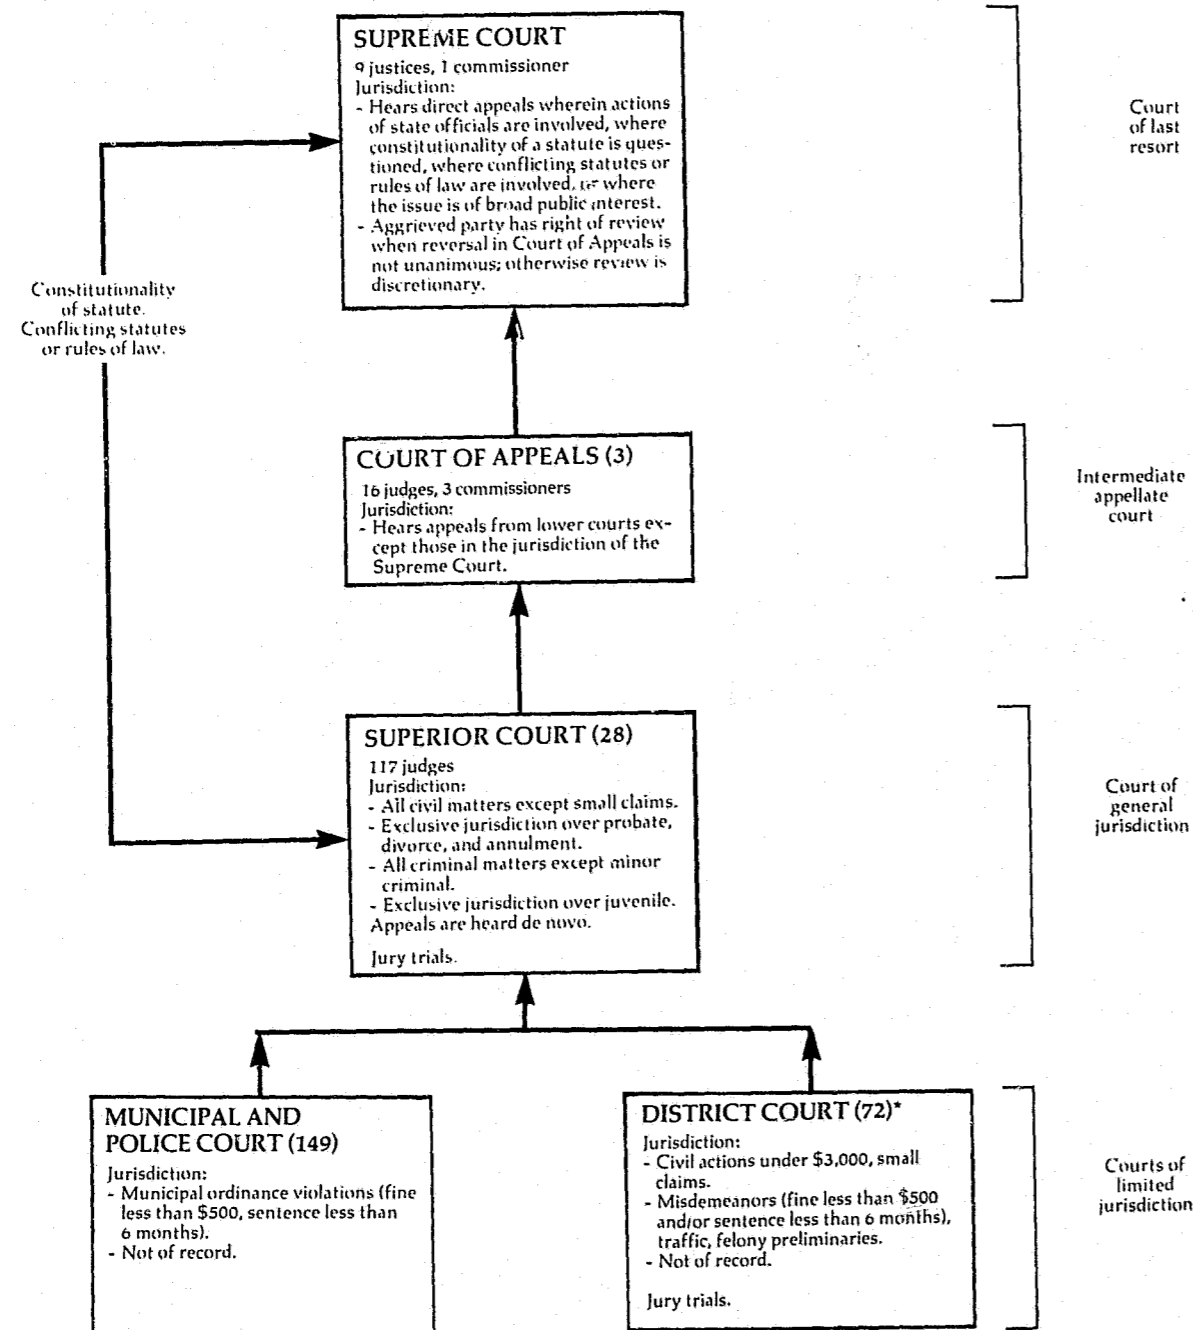 SUPREME COURT
9 justices, 1 commissioner
Jurisdiction:
- Hears direct appeals wherein actions
of state officials are involved, where
constitutionality of a statute is ques-
tioned, where conflicting statutes or
rules of law are involved, or where
the issue is of broad public interest.
- Aggrieved party has right of review
when reversal in Court of Appeals is
not unanimous; otherwise review is
discretionary.
Court
of last
resort
Constitutionality
of statute.
Conflicting statutes
or rules of law.
COURT OF APPEALS (3)
16 judges, 3 commissioners
Jurisdiction:
- Hears appeals from lower courts ex-
cept those in the jurisdiction of the
Supreme Court.
Intermediate
appellate
court
SUPERIOR COURT (28)
117 judges
Jurisdiction:
- All civil matters except small claims.
- Exclusive jurisdiction over probate,
divorce, and annulment.
- All criminal matters except minor
criminal.
- Exclusive jurisdiction over juvenile.
Appeals are heard de novo.
Jury trials.
Court of
general
jurisdiction
MUNICIPAL AND
POLICE COURT (149)
Jurisdiction:
- Municipal ordinance violations (fine
less than $500, sentence less than
6 months).
- Not of record.
DISTRICT COURT (72)*
Jurisdiction:
- Civil actions under $3,000, small
claims.
- Misdemeanors (fine less than $500
and/or sentence less than 6 months),
traffic, felony preliminaries.
- Not of record.
Jury trials.
Courts of
limited
jurisdiction